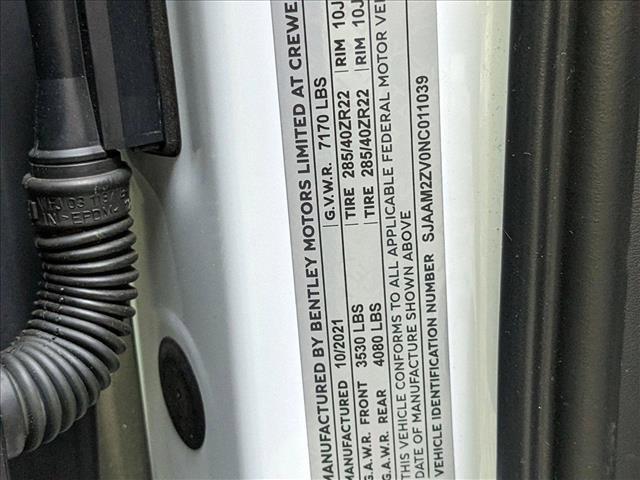 MANUFACTURED BY BENTLEY MOTORS LIMITED AT CREWE
MANUFACTURED 10/2021 G.V.W.R. 7170 LBS
G.A.W.R. FRONT 3530 LBS TIRE 285/40ZR22 RIM 10J
G.A.W.R. REAR 4080 LBS TIRE 285/40ZR22 RIM 10J
THIS VEHICLE CONFORMS TO ALL APPLICABLE FEDERAL MOTOR VEH
DATE OF MANUFACTURE SHOWN ABOVE
VEHICLE IDENTIFICATION NUMBER SJAAM2ZV0NC011039